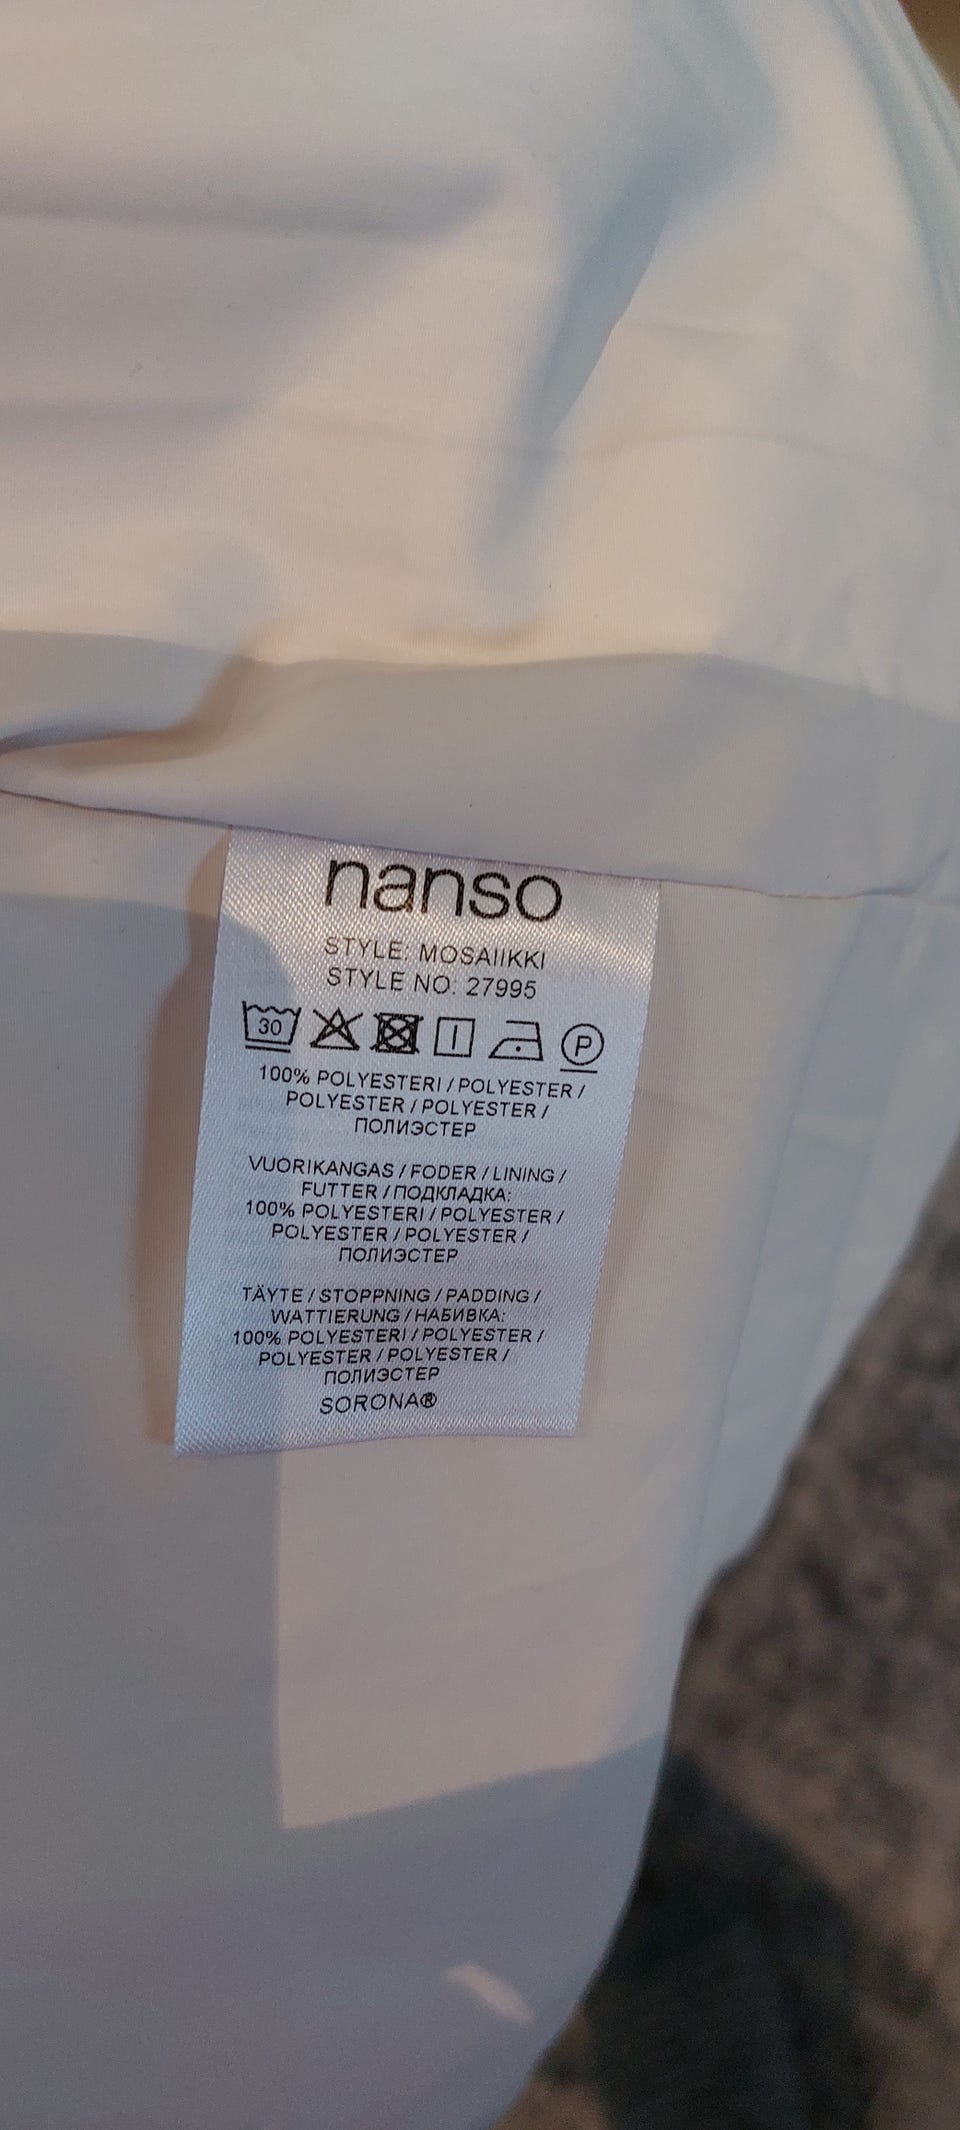 nanso
STYLE: MOSAIIKKI
STYLE NO: 27995
30 P
100% POLYESTERI / POLYESTER /
POLYESTER / POLYESTER /
ПОЛИЭСТЕР
VUORIKANGAS / FODER / LINING /
FUTTER / ПОДКЛАДКА:
100% POLYESTERI / POLYESTER /
POLYESTER / POLYESTER /
ПОЛИЭСТЕР
TÄYTE / STOPPNING / PADDING /
WATTIERUNG / НАБИВКА:
100% POLYESTERI / POLYESTER /
POLYESTER / POLYESTER /
ПОЛИЭСТЕР
SORONA®